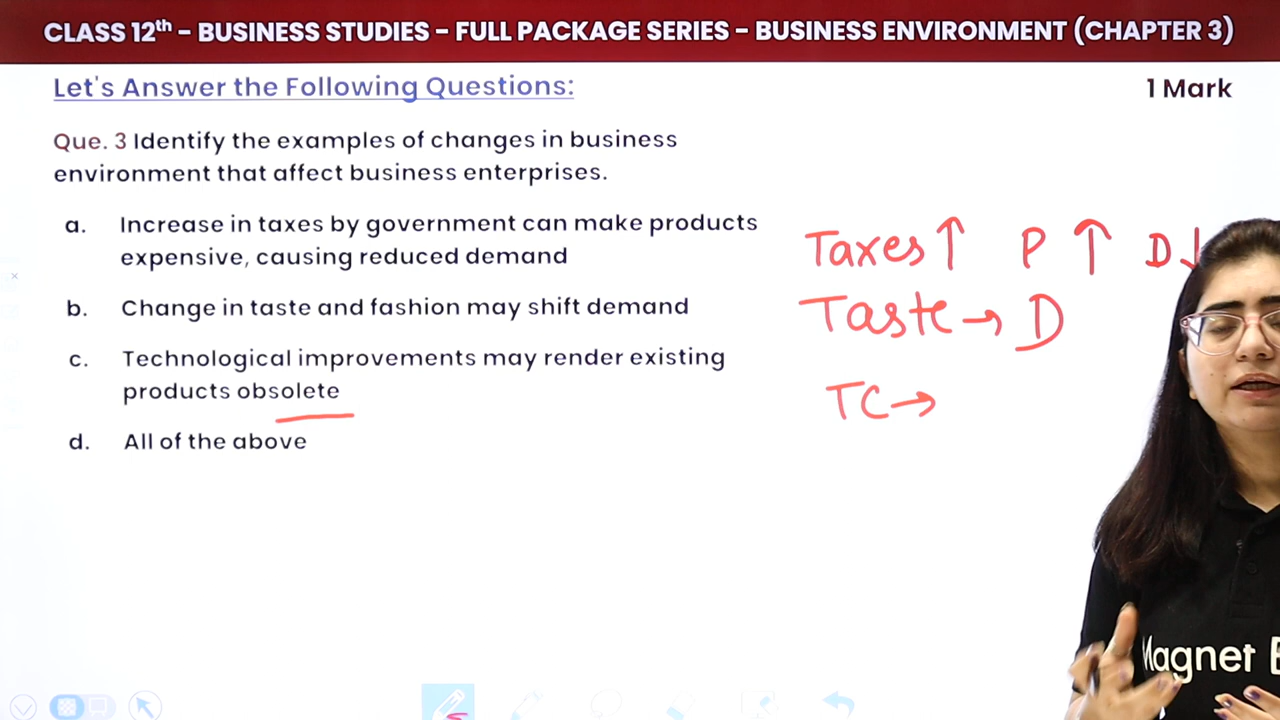 CLASS 12th - BUSINESS STUDIES - FULL PACKAGE SERIES - BUSINESS ENVIRONMENT (CHAPTER 3)
Let's Answer the Following Questions:
1 Mark
Que. 3 Identify the examples of changes in business
environment that affect business enterprises.
a. Increase in taxes by government can make products
expensive, causing reduced demand
b. Change in taste and fashion may shift demand
c. Technological improvements may render existing
products obsolete
d. All of the above
Taxes ↑ P ↑ D ↓
Taste → D
TC →
Magnet